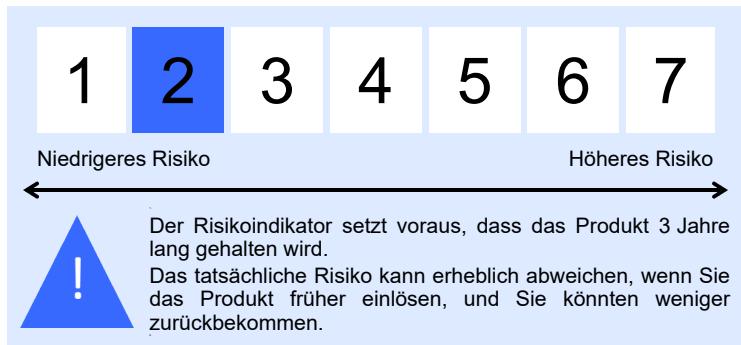 1 2 3 4 5 6 7
Niedrigeres Risiko Höheres Risiko
Der Risikoindikator setzt voraus, dass das Produkt 3 Jahre
lang gehalten wird.
Das tatsächliche Risiko kann erheblich abweichen, wenn Sie
das Produkt früher einlösen, und Sie könnten weniger
zurückbekommen.
!